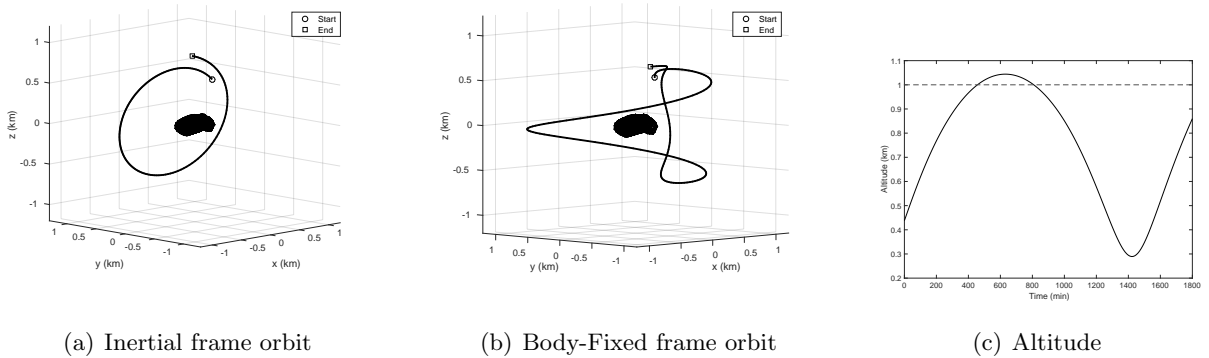 Start
End
1
0.5
0
-0.5
-1
z (km)
1 0.5 0 -0.5 -1
y (km)
-1 -0.5 0 0.5 1
x (km)
(a) Inertial frame orbit
Start
End
1
0.5
0
-0.5
-1
z (km)
1 0.5 0 -0.5 -1
y (km)
-1 -0.5 0 0.5 1
x (km)
(b) Body-Fixed frame orbit
1.1
1
0.9
0.8
0.7
0.6
0.5
0.4
0.3
0.2
Altitude (km)
0 200 400 600 800 1000 1200 1400 1600 1800
Time (min)
(c) Altitude